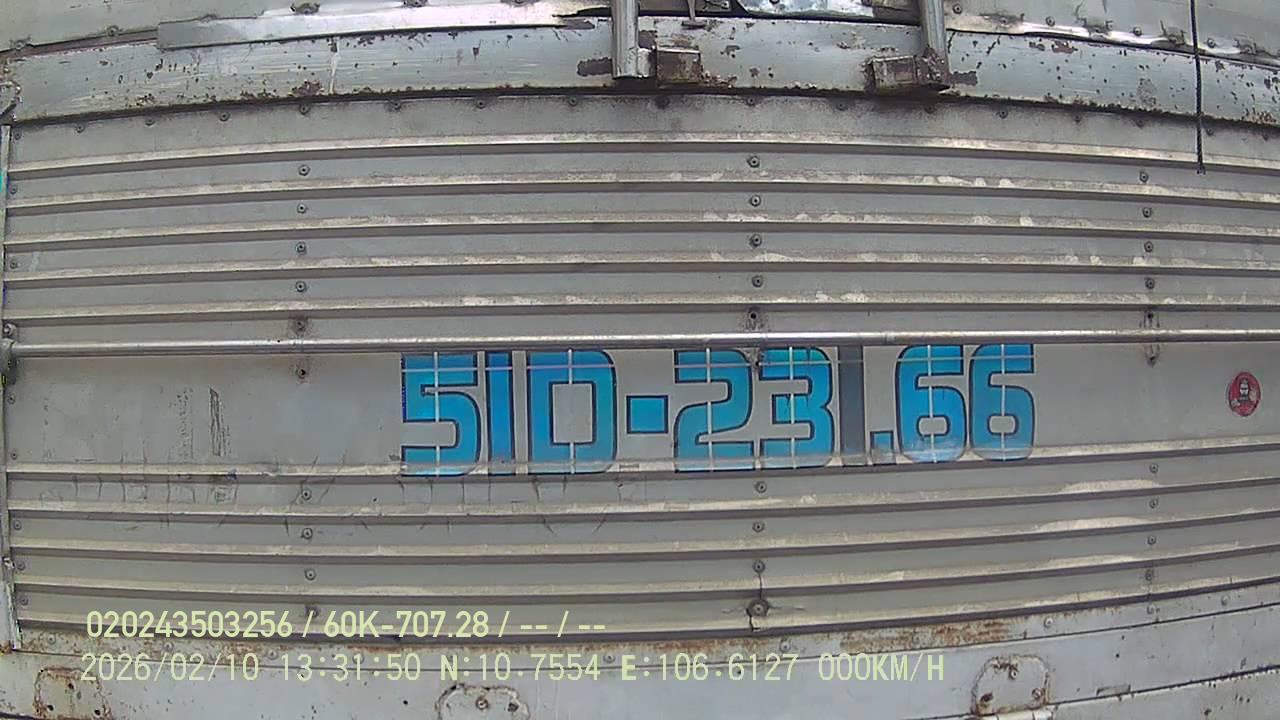 51D-231.66
020243503256 / 60K-707.28 / -- / --
2026/02/10 13:31:50 N:10.7554 E:106.6127 000KM/H